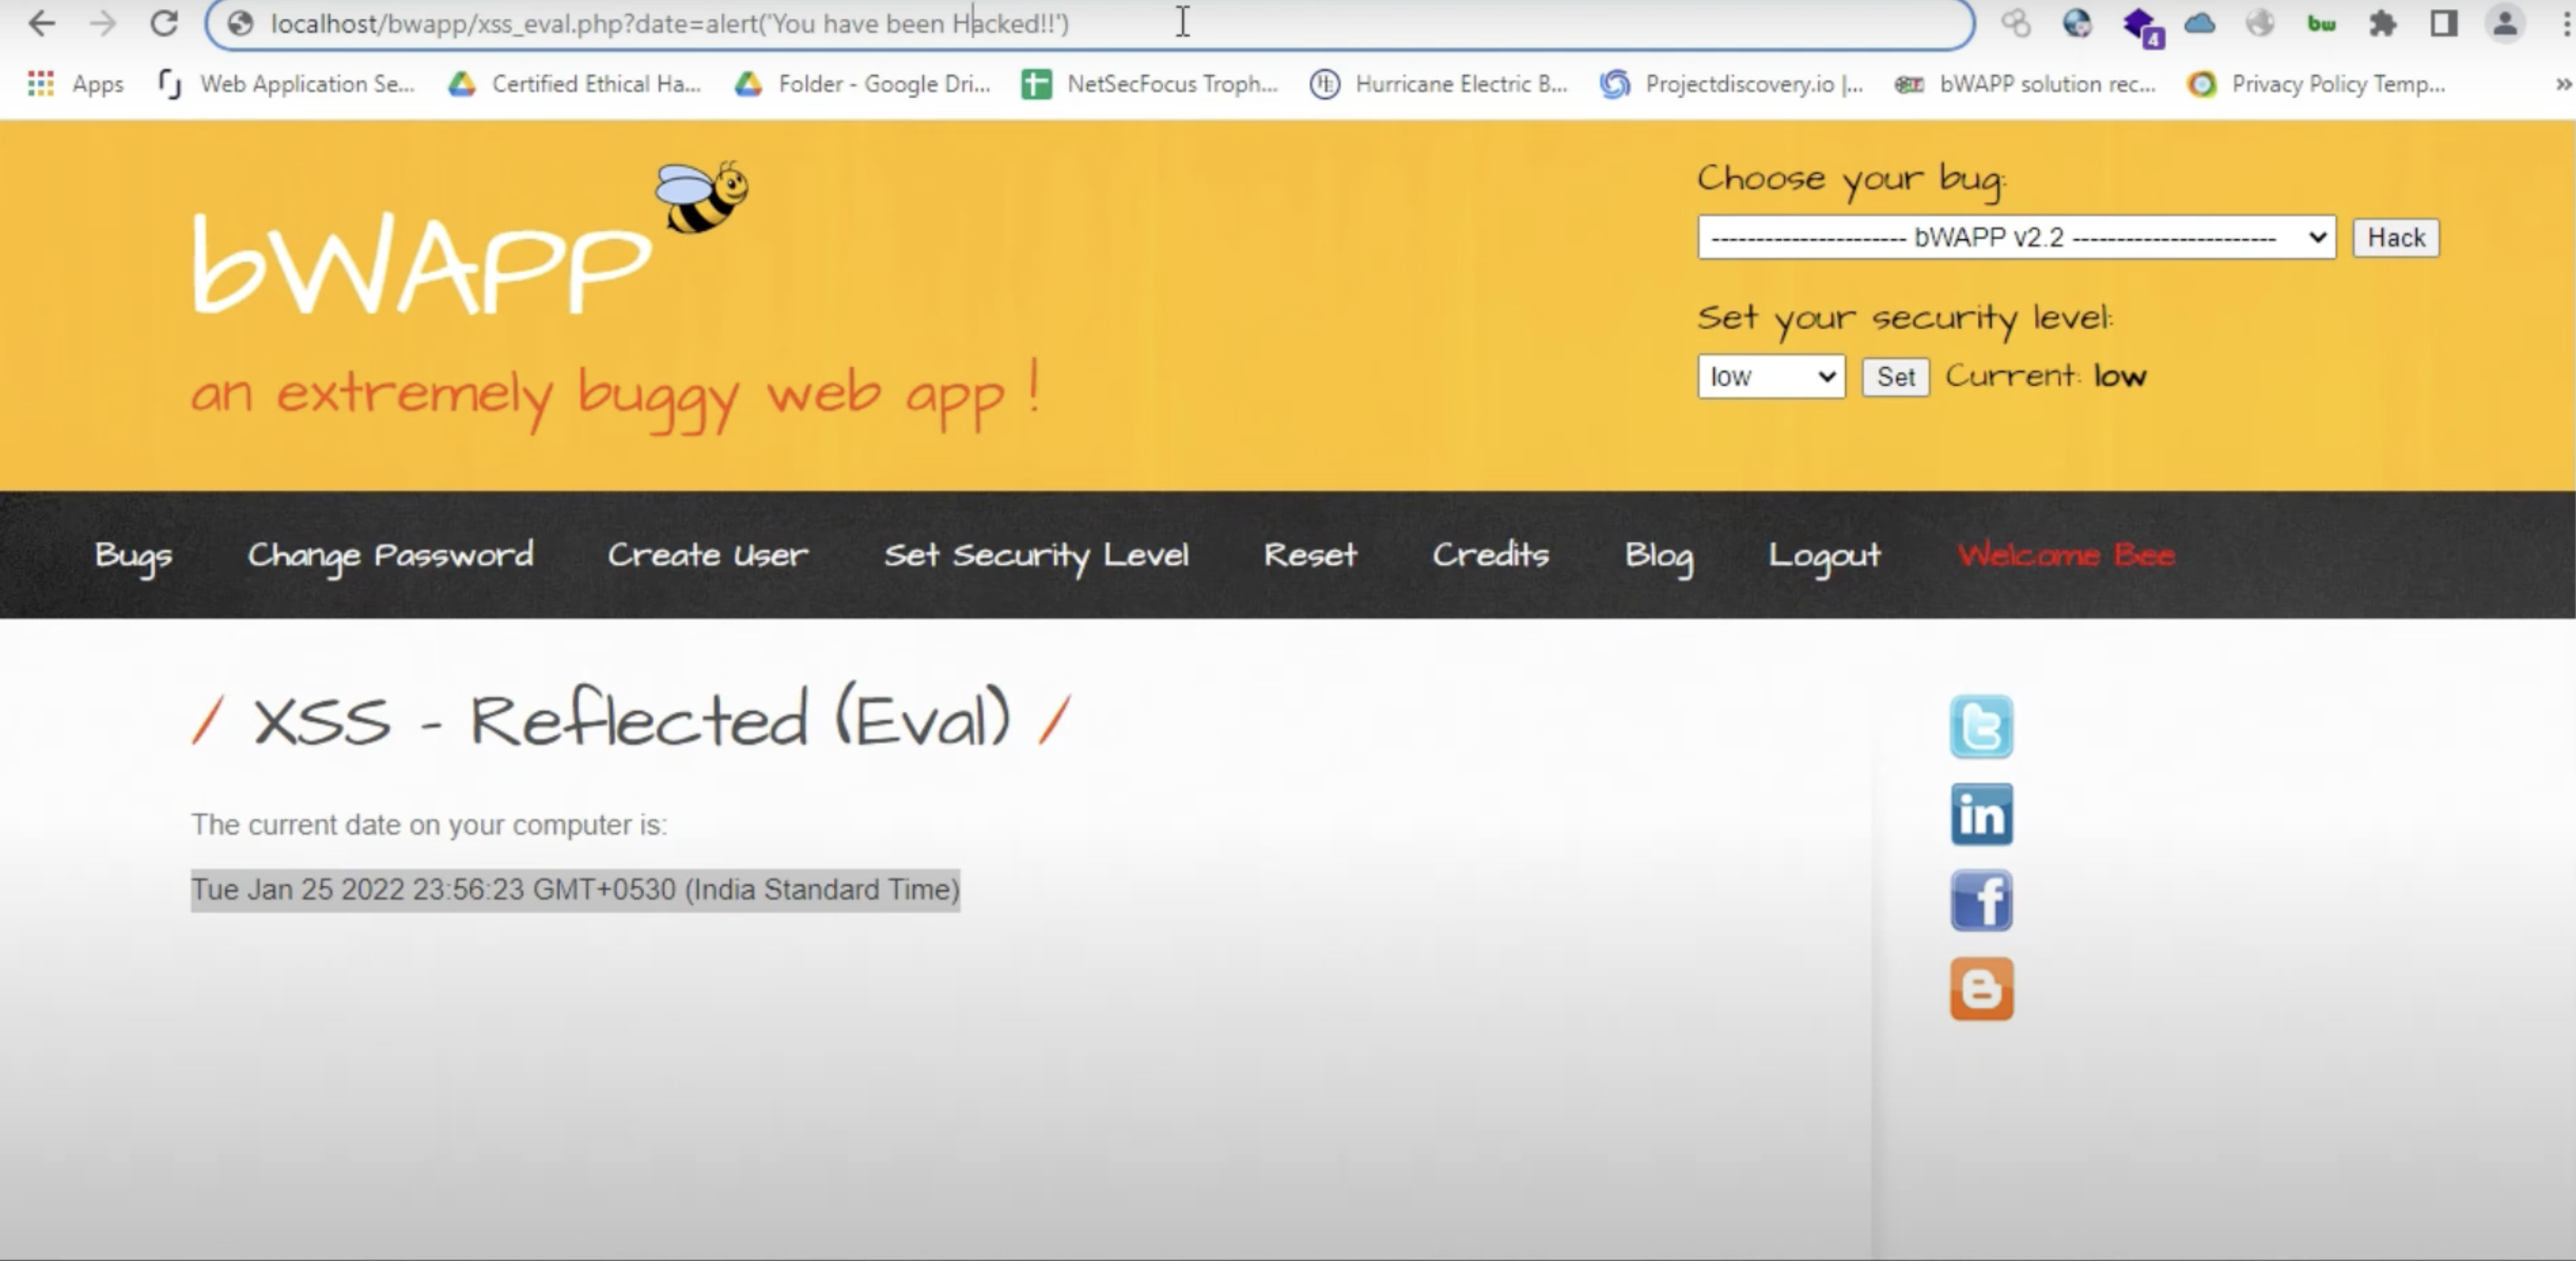 localhost/bwapp/xss_eval.php?date=alert('You have been Hacked!!')
4
bw
Apps
Web Application Se...
Certified Ethical Ha...
Folder - Google Dri...
NetSecFocus Troph...
Hurricane Electric B...
Projectdiscovery.io |...
bWAPP solution rec...
Privacy Policy Temp...
»
bWAPP
an extremely buggy web app !
Choose your bug:
---------------------- bWAPP v2.2 -----------------------
Hack
Set your security level:
low
Set
Current: low
Bugs
Change Password
Create User
Set Security Level
Reset
Credits
Blog
Logout
Welcome Bee
/ XSS - Reflected (Eval) /
The current date on your computer is:
Tue Jan 25 2022 23:56:23 GMT+0530 (India Standard Time)